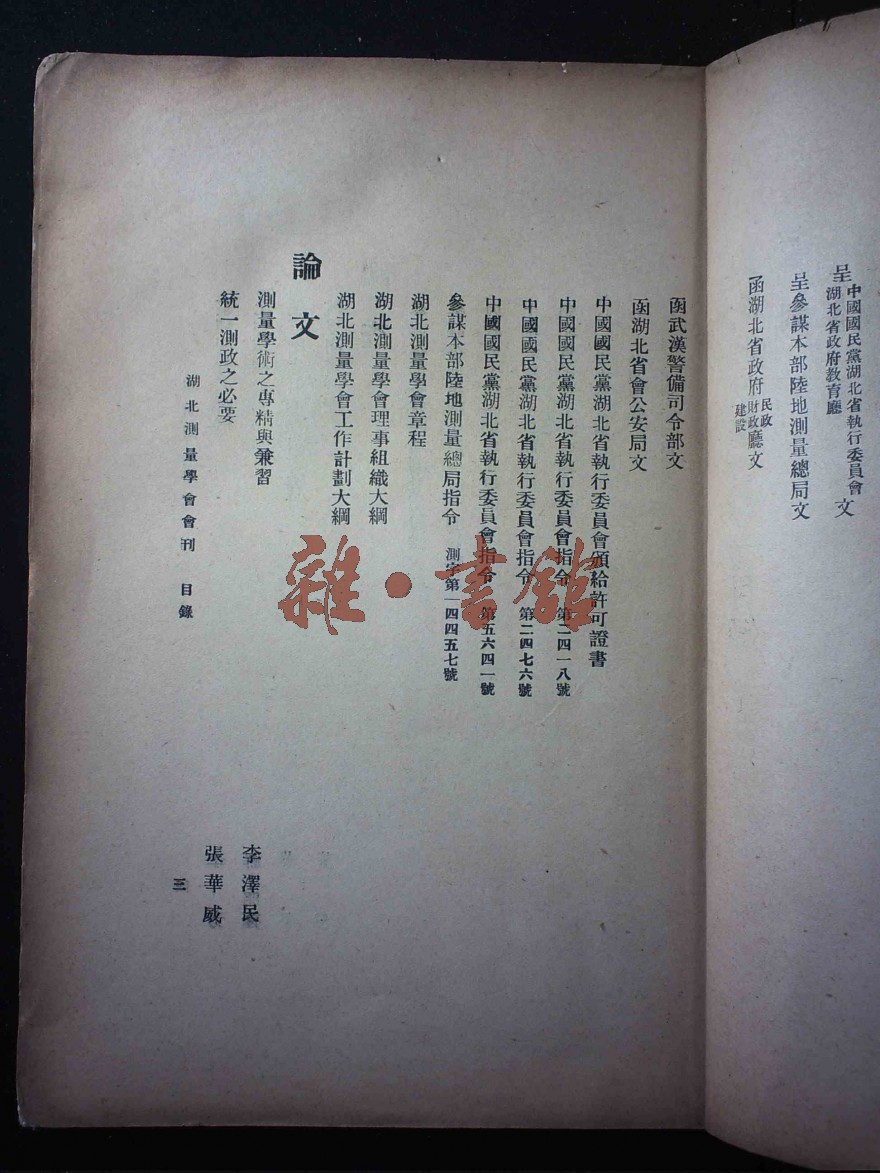 呈中國國民黨湖北省執行委員會湖北省政府教育廳文
呈參謀本部陸地測量總局文
函湖北省政府民政財政建設廳文
函武漢警備司令部文
函湖北省會公安局文
中國國民黨湖北省執行委員會頒給許可證書
中國國民黨湖北省執行委員會指令 第二四一八號
中國國民黨湖北省執行委員會指令 第二四七六號
中國國民黨湖北省執行委員會指令 第五六四一號
參謀本部陸地測量總局指令 測字第一四四五七號
湖北測量學會章程
湖北測量學會理事組織大綱
湖北測量學會工作計劃大綱
論文
測量學術之專精與兼習 李澤民
統一測政之必要 張華威
湖北測量學會會刊 目錄 三
雜·書館